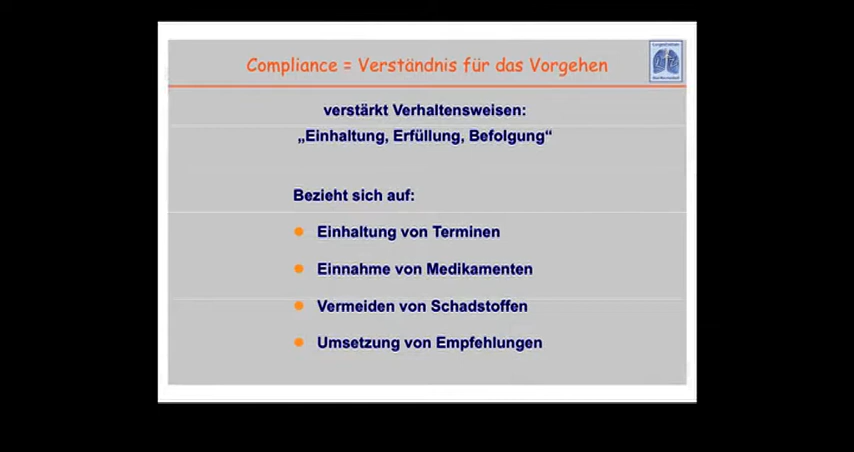 Compliance = Verständnis für das Vorgehen
verstärkt Verhaltensweisen:
„Einhaltung, Erfüllung, Befolgung“
Bezieht sich auf:
Einhaltung von Terminen
Einnahme von Medikamenten
Vermeiden von Schadstoffen
Umsetzung von Empfehlungen